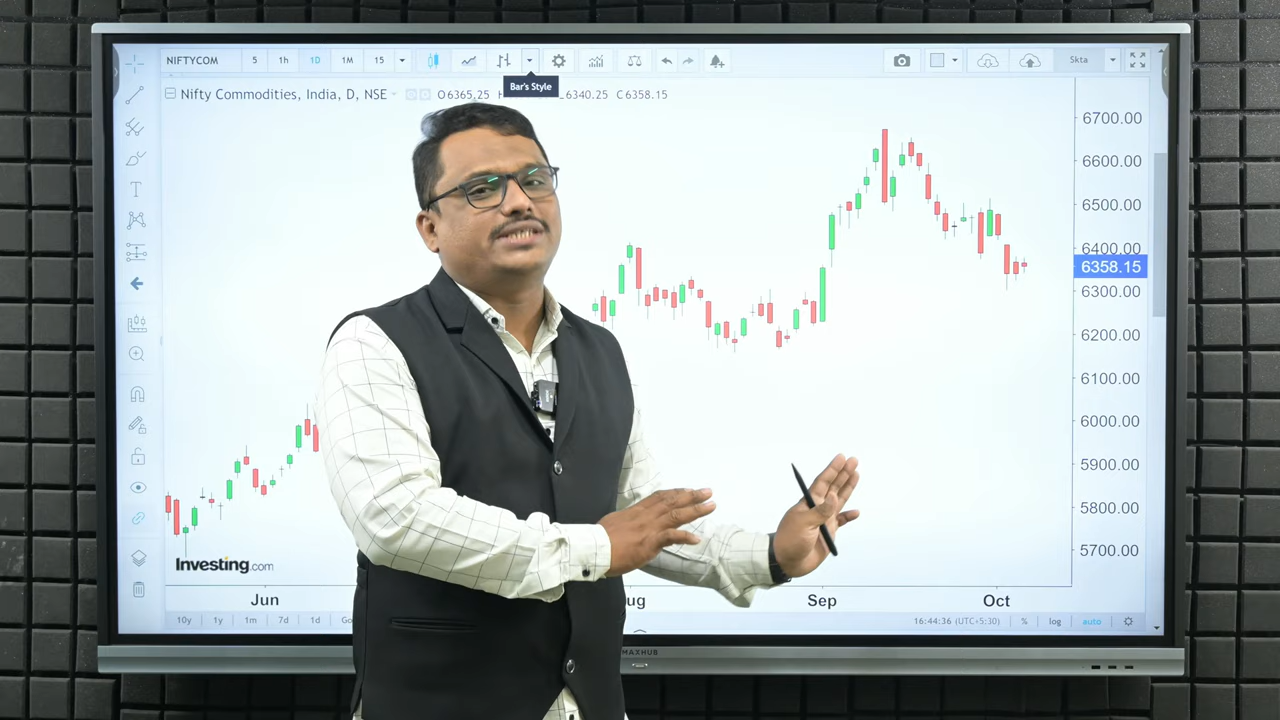 NIFTYCOM 5 1h 1D 1M 15 Skta
Bar's Style
Nifty Commodities, India, D, NSE O6365.25 H 6340.25 C6358.15
6700.00
6600.00
6500.00
6400.00
6358.15
6300.00
6200.00
6100.00
6000.00
5900.00
5800.00
5700.00
T
Investing.com
Jun ug Sep Oct
10y 1y 1m 7d 1d Go 16:44:36 (UTC+5:30) % log auto
MAXHUB